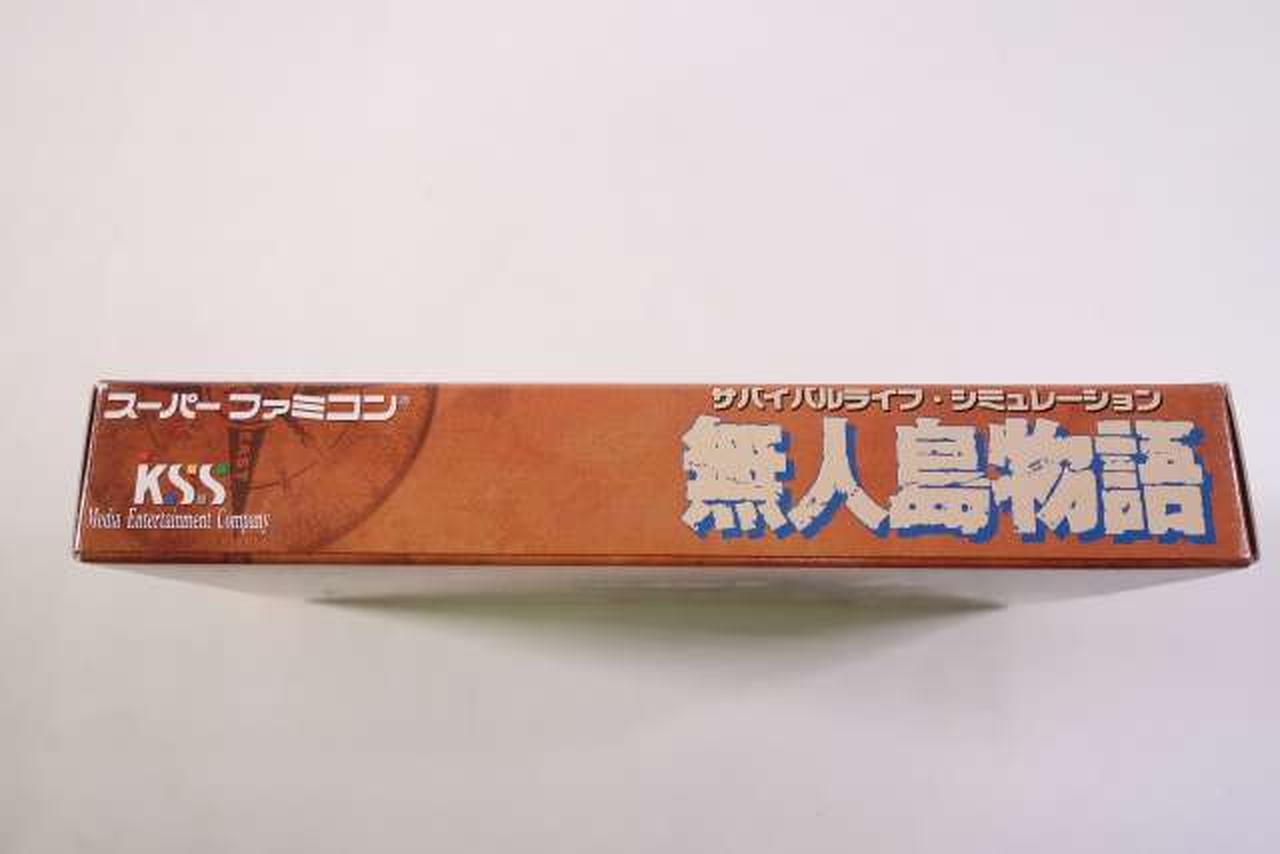 スーパーファミコン®
KSS
Media Entertainment Company
サバイバルライフ・シミュレーション
無人島物語